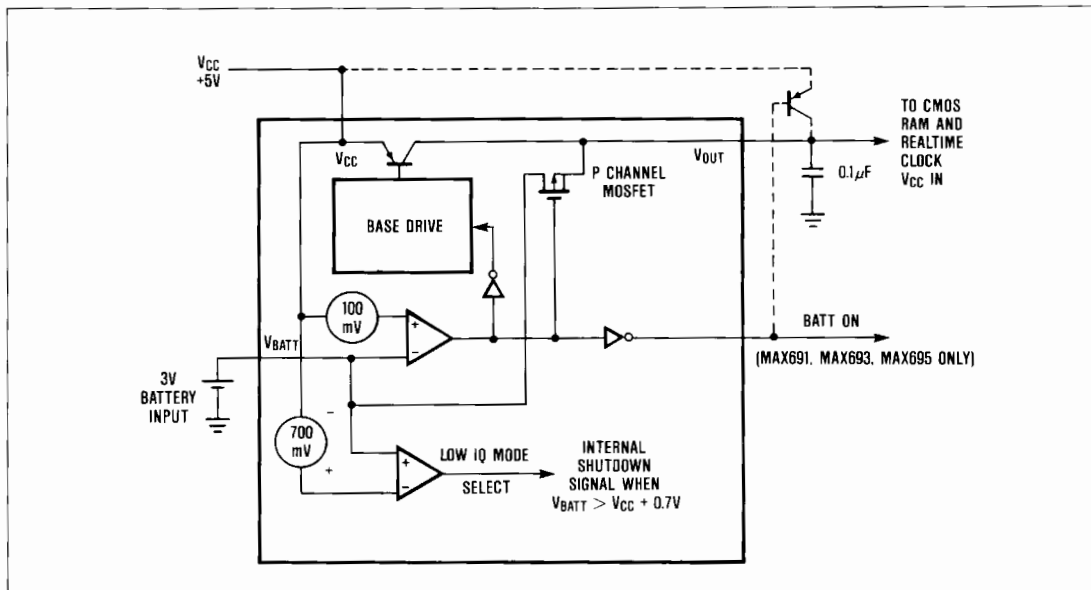 VCC
+5V
TO CMOS
RAM AND
REALTIME
CLOCK
VCC IN
VCC
VOUT
0.1μF
P CHANNEL
MOSFET
BASE DRIVE
100
mV
+
−
VBATT
BATT ON
(MAX691, MAX693, MAX695 ONLY)
3V
BATTERY
INPUT
−
700
mV
+
+
−
LOW IQ MODE
SELECT
INTERNAL
SHUTDOWN
SIGNAL WHEN
VBATT > VCC + 0.7V